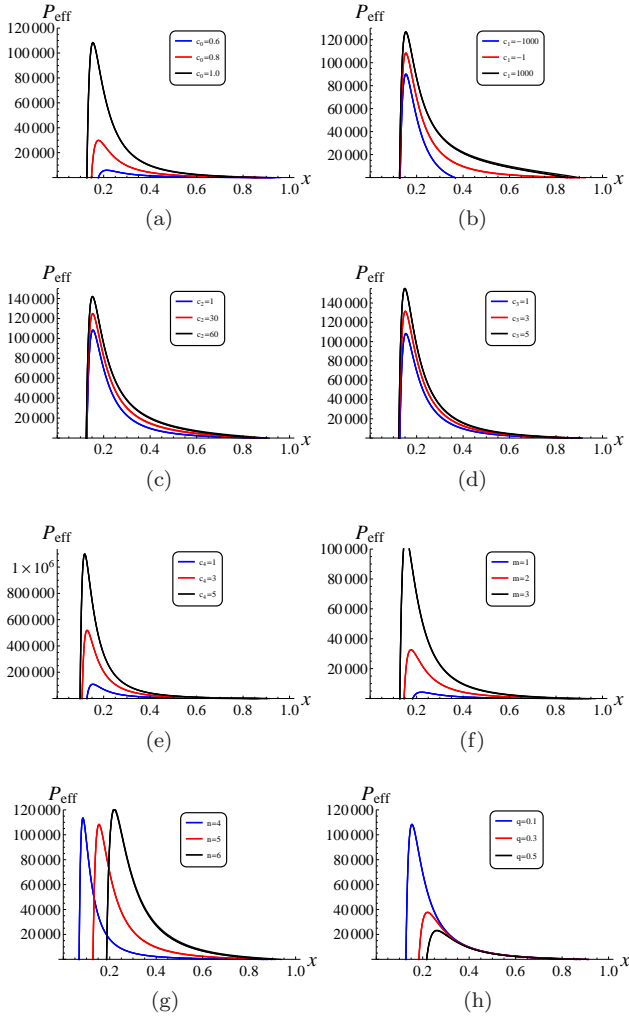 P_eff
120 000
100 000
80 000
60 000
40 000
20 000
0.2 0.4 0.6 0.8 1.0 x
c₀=0.6
c₀=0.8
c₀=1.0
(a)
P_eff
120 000
100 000
80 000
60 000
40 000
20 000
0.2 0.4 0.6 0.8 1.0 x
c₁=-1000
c₁=-1
c₁=1000
(b)
P_eff
140 000
120 000
100 000
80 000
60 000
40 000
20 000
0.2 0.4 0.6 0.8 1.0 x
c₂=1
c₂=30
c₂=60
(c)
P_eff
140 000
120 000
100 000
80 000
60 000
40 000
20 000
0.2 0.4 0.6 0.8 1.0 x
c₃=1
c₃=3
c₃=5
(d)
P_eff
1×10⁶
800 000
600 000
400 000
200 000
0.2 0.4 0.6 0.8 1.0 x
c₄=1
c₄=3
c₄=5
(e)
P_eff
100 000
80 000
60 000
40 000
20 000
0.2 0.4 0.6 0.8 1.0 x
m=1
m=2
m=3
(f)
P_eff
120 000
100 000
80 000
60 000
40 000
20 000
0.2 0.4 0.6 0.8 1.0 x
n=4
n=5
n=6
(g)
P_eff
120 000
100 000
80 000
60 000
40 000
20 000
0.2 0.4 0.6 0.8 1.0 x
q=0.1
q=0.3
q=0.5
(h)